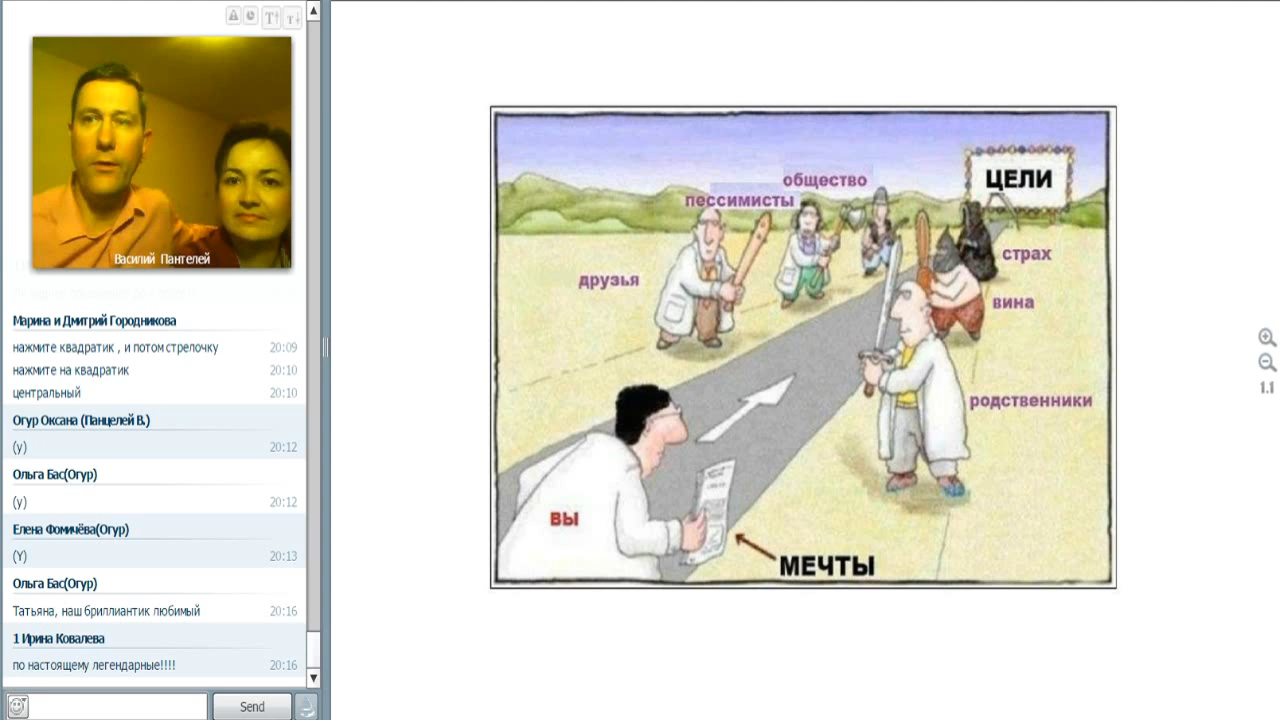 Василий Пантелей
Марина и Дмитрий Городникова
нажмите квадратик , и потом стрелочку 20:09
нажмите на квадратик 20:10
центральный 20:10
Огур Оксана (Панцелей В.)
(y) 20:12
Ольга Бас(Огур)
(y) 20:12
Елена Фомичёва(Огур)
(Y) 20:13
Ольга Бас(Огур)
Татьяна, наш бриллиантик любимый 20:16
1 Ирина Ковалева
по настоящему легендарные!!!! 20:16
Send
общество
ЦЕЛИ
пессимисты
страх
друзья
вина
родственники
вы
МЕЧТЫ
1.1